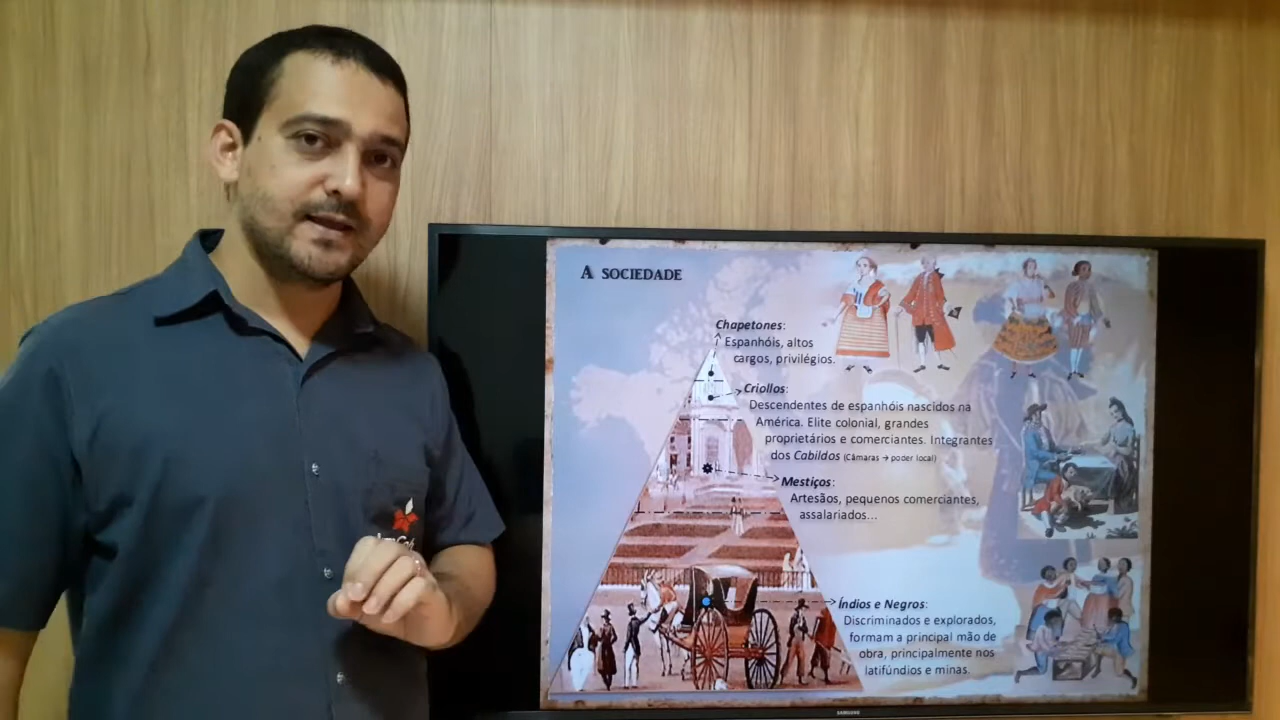 A SOCIEDADE
Chapetones:
Espanhóis, altos
cargos, privilégios.
Criollos:
Descendentes de espanhóis nascidos na
América. Elite colonial, grandes
proprietários e comerciantes. Integrantes
dos Cabildos (Câmaras → poder local)
Mestiços:
Artesãos, pequenos comerciantes,
assalariados...
Índios e Negros:
Discriminados e explorados,
formam a principal mão de
obra, principalmente nos
latifúndios e minas.
SAMSUNG